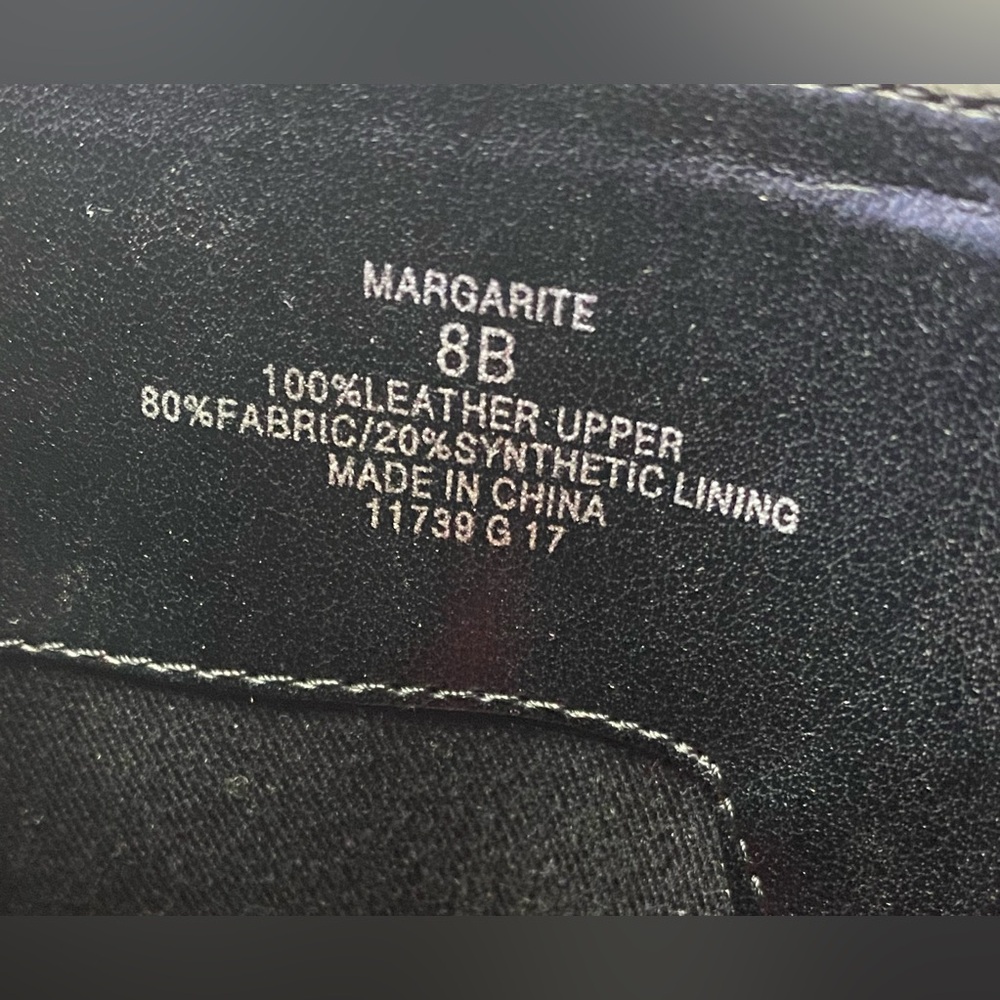 MARGARITE
8B
100%LEATHER UPPER
80%FABRIC/20%SYNTHETIC LINING
MADE IN CHINA
11739 G 17